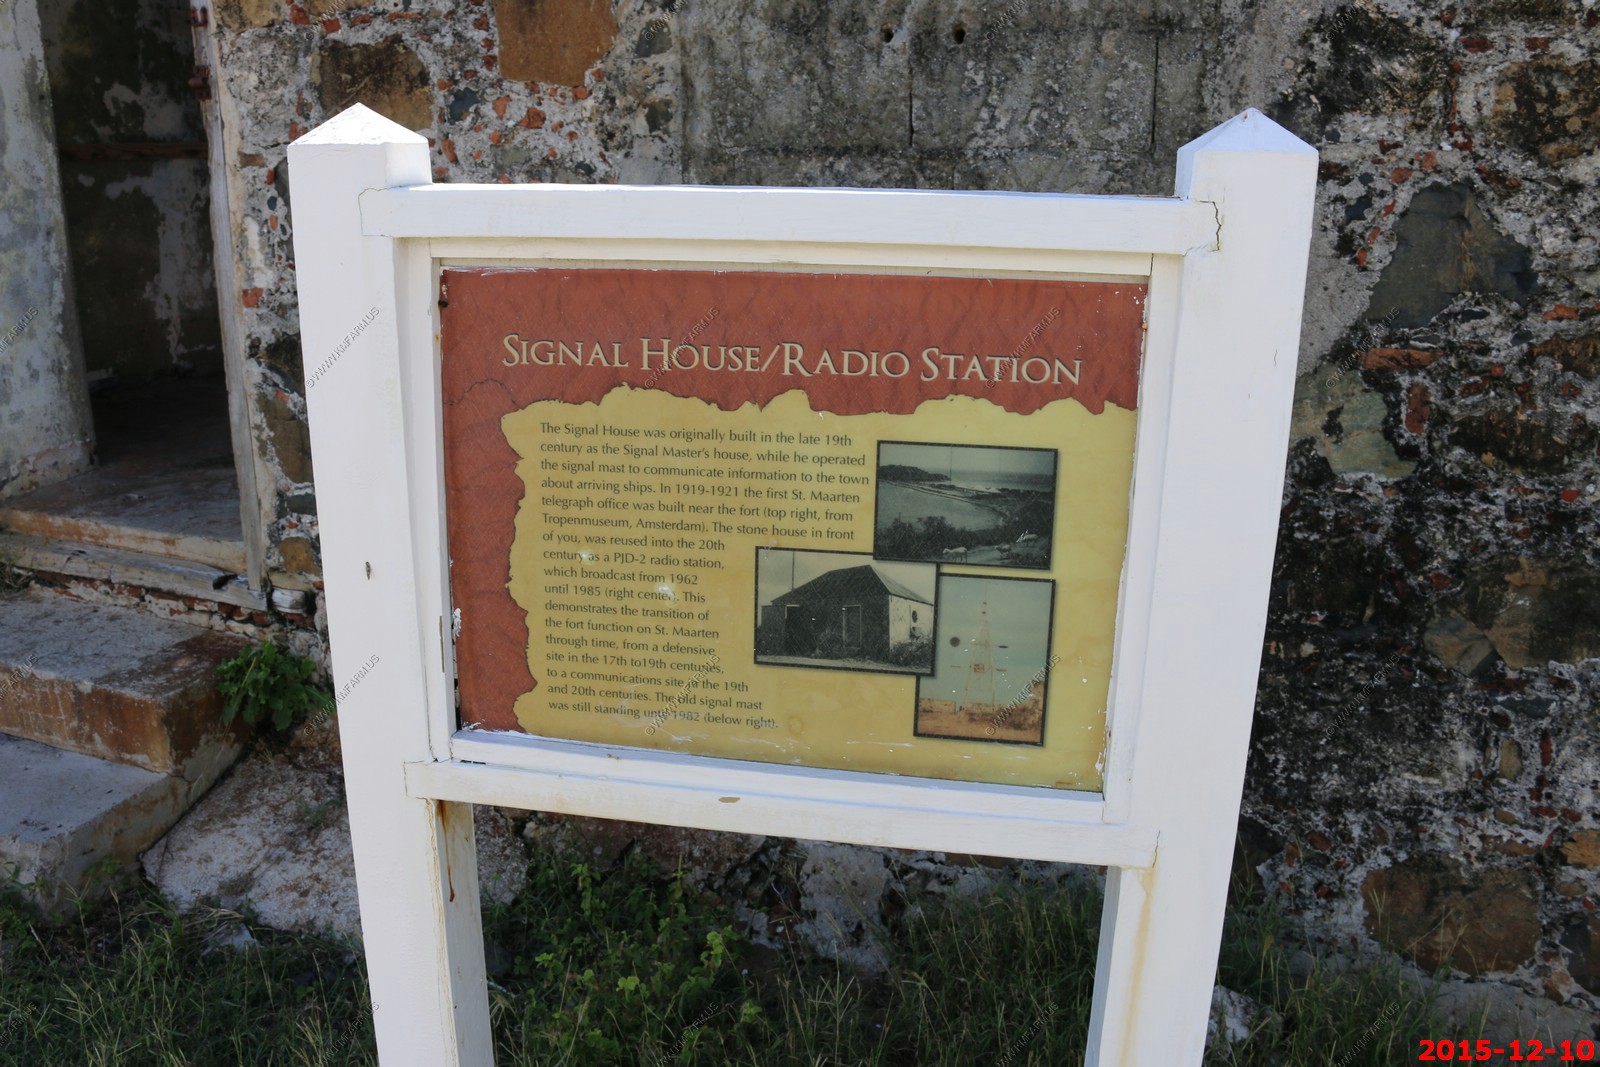 SIGNAL HOUSE/RADIO STATION
The Signal House was originally built in the late 19th
century as the Signal Master's house, while he operated
the signal mast to communicate information to the town
about arriving ships. In 1919-1921 the first St. Maarten
telegraph office was built near the fort (top right, from
Tropenmuseum, Amsterdam). The stone house in front
of you, was reused into the 20th
century as a PJD-2 radio station,
which broadcast from 1962
until 1985 (right center). This
demonstrates the transition of
the fort function on St. Maarten
through time, from a defensive
site in the 17th to19th centuries,
to a communications site in the 19th
and 20th centuries. The old signal mast
was still standing until 1982 (below right).
©WWW.KMFARM.US
2015-12-10